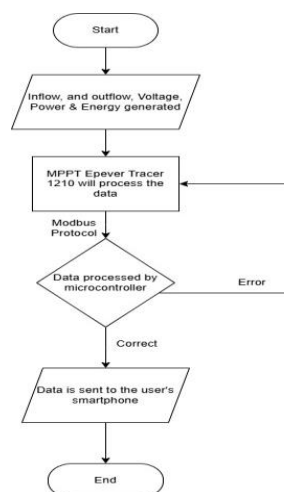 Start
Inflow, and outflow, Voltage,
Power & Energy generated
MPPT Epever Tracer
1210 will process the
data
Modbus
Protocol
Data processed by
microcontroller
Error
Correct
Data is sent to the user's
smartphone
End